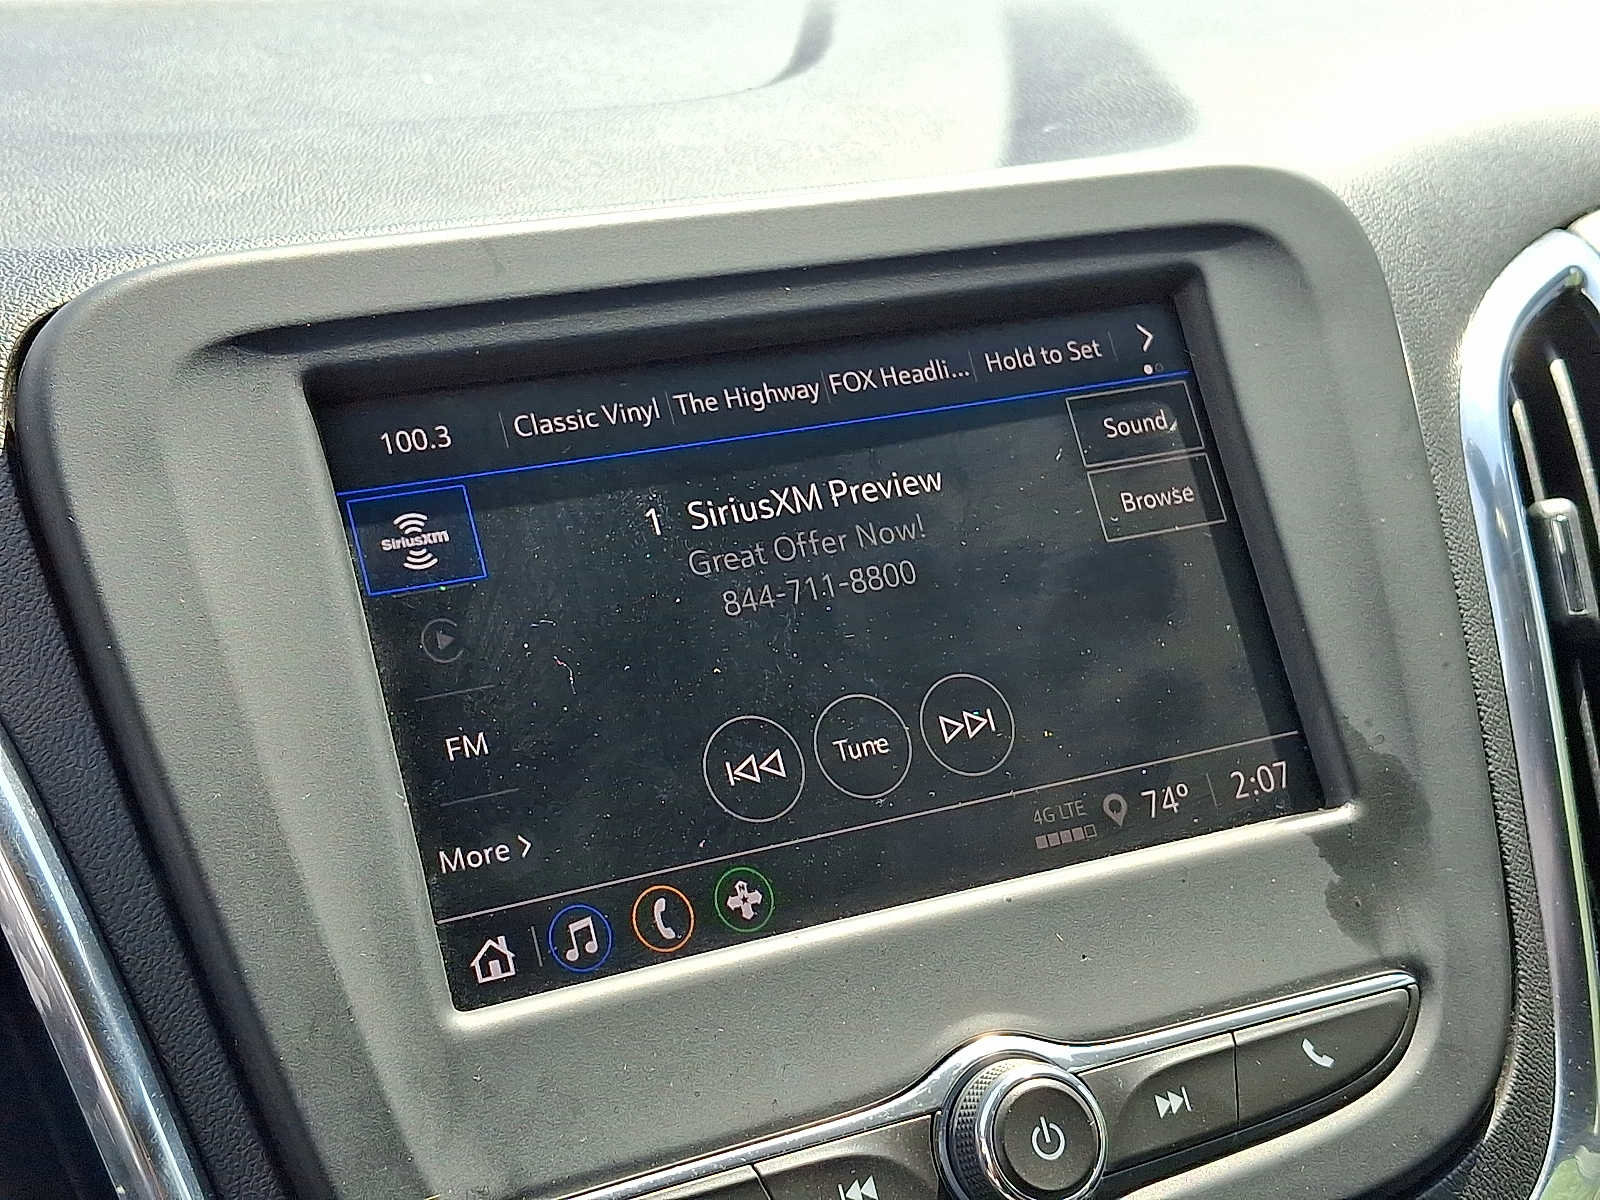 100.3 Classic Vinyl The Highway FOX Headli... Hold to Set
Sound
Browse
SiriusXM
1 SiriusXM Preview
Great Offer Now!
844-711-8800
FM
More
Tune
4G LTE 74° 2:07